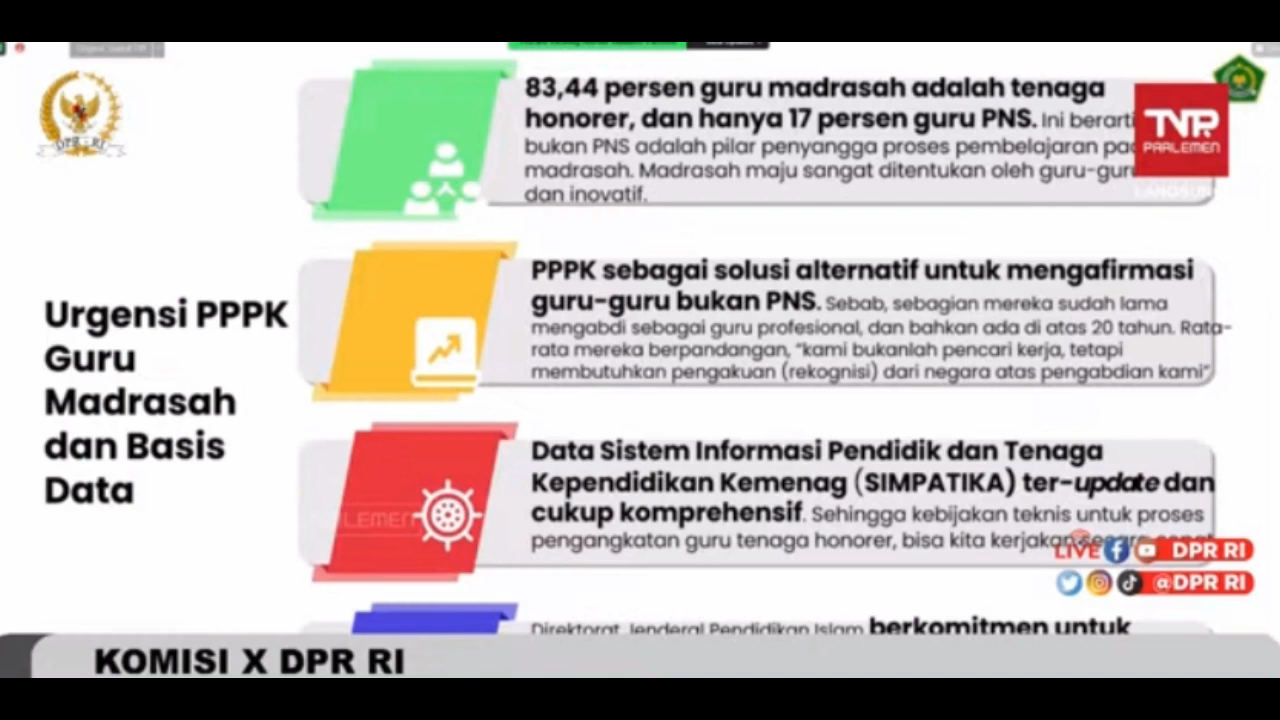 DPR RI
Urgensi PPPK
Guru
Madrasah
dan Basis
Data
83,44 persen guru madrasah adalah tenaga
honorer, dan hanya 17 persen guru PNS. Ini berarti
bukan PNS adalah pilar penyangga proses pembelajaran
madrasah. Madrasah maju sangat ditentukan oleh
dan inovatif.
TVR
PARLEMEN
PPPK sebagai solusi alternatif untuk mengafirmasi
guru-guru bukan PNS. Sebab, sebagian mereka sudah lama
mengabdi sebagai guru profesional, dan bahkan ada di atas 20 tahun. Rata-
rata mereka berpandangan, “kami bukanlah pencari kerja, tetapi
membutuhkan pengakuan (rekognisi) dari negara atas pengabdian kami”
Data Sistem Informasi Pendidik dan Tenaga
Kependidikan Kemenag (SIMPATIKA) ter-update dan
cukup komprehensif. Sehingga kebijakan teknis untuk proses
pengangkatan guru tenaga honorer, bisa kita kerjakan
LIVE DPR RI
@DPR RI
Direktorat Jenderal Pendidikan Islam berkomitmen untuk
KOMISI X DPR RI